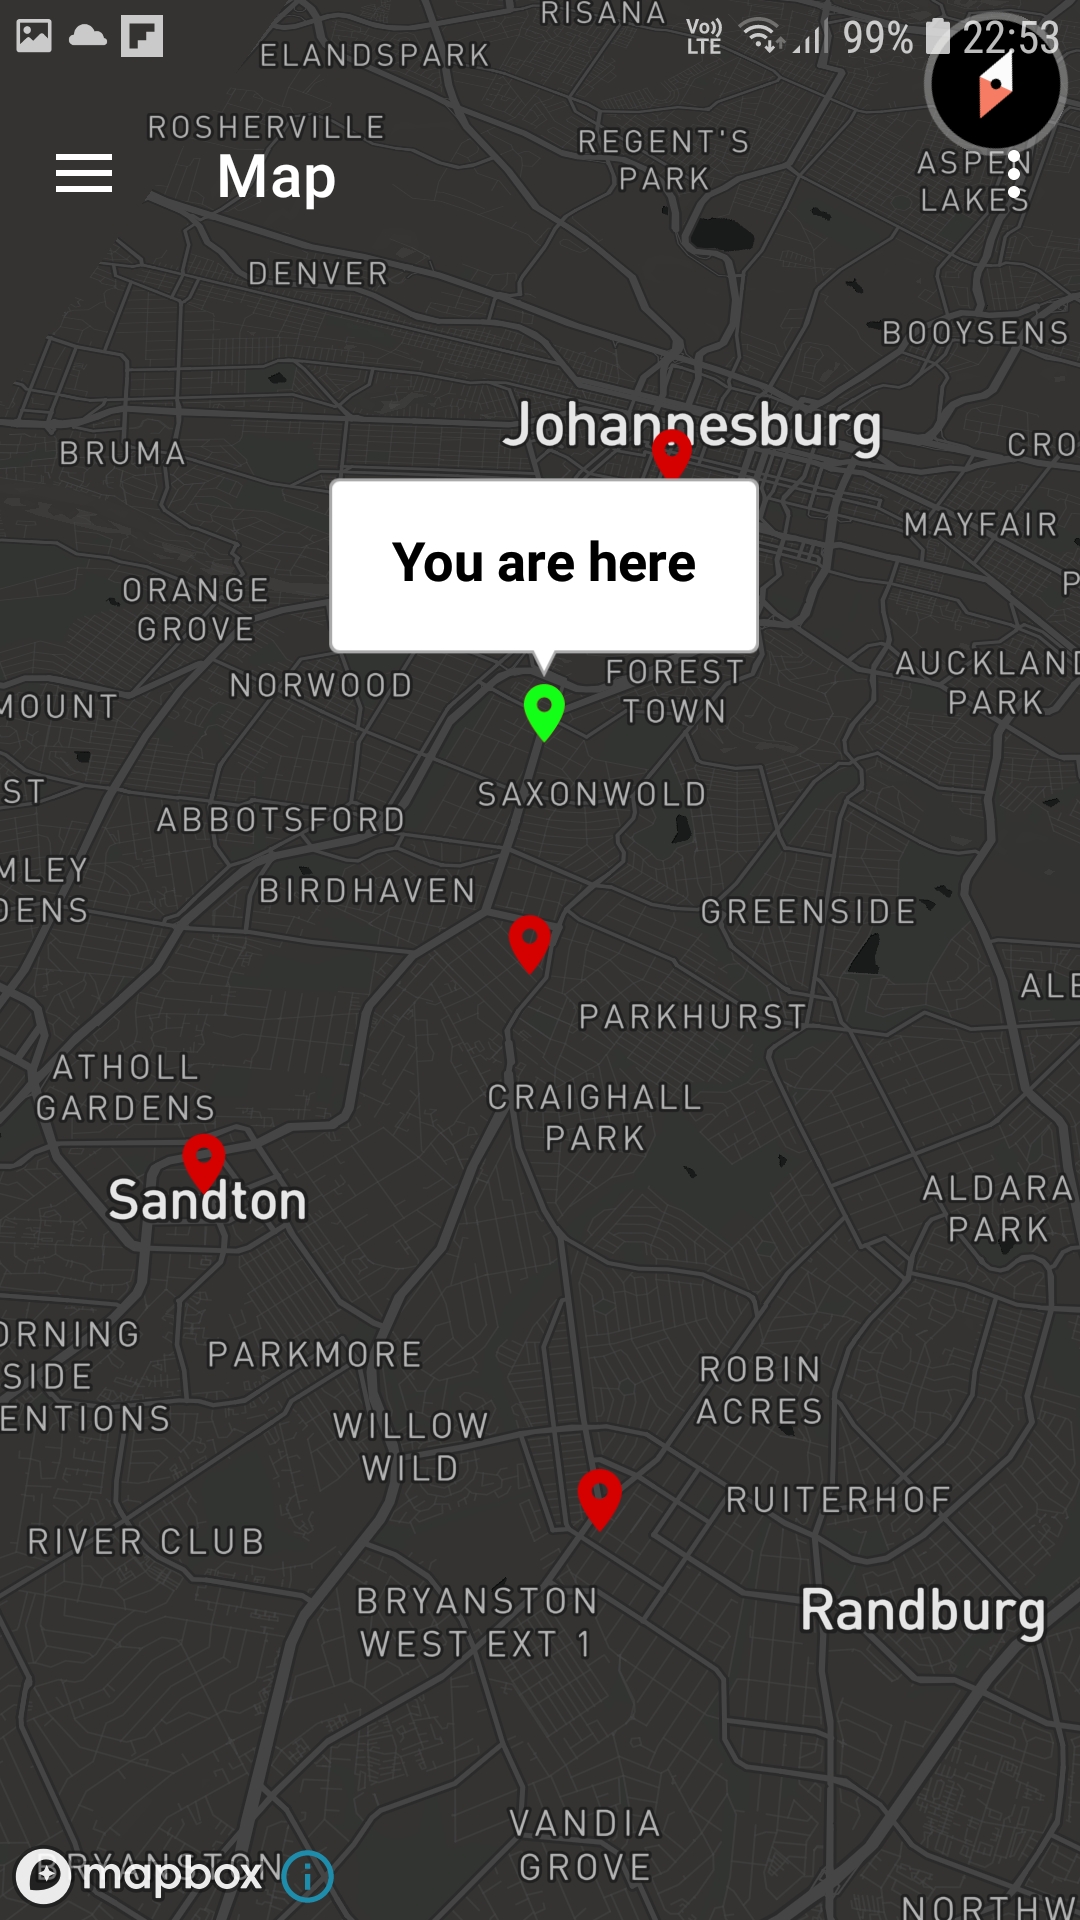 RISANA
Vo))
LTE
99%
22:53
ELANDSPARK
ROSHERVILLE
REGENT'S
PARK
ASPEN
LAKES
Map
DENVER
BOOYSENS
Johannesburg
BRUMA
CRO
MAYFAIR
You are here
ORANGE
GROVE
P
NORWOOD
FOREST
TOWN
AUCKLAND
PARK
MOUNT
ST
SAXONWOLD
ABBOTSFORD
MLEY
DENS
BIRDHAVEN
GREENSIDE
ALE
PARKHURST
ATHOLL
GARDENS
CRAIGHALL
PARK
Sandton
ALDARA
PARK
ORNING
SIDE
ENTIONS
PARKMORE
ROBIN
ACRES
WILLOW
WILD
RUITERHOF
RIVER CLUB
BRYANSTON
WEST EXT 1
Randburg
VANDIA
GROVE
BRYANSTON
mapbox
i
NORTHW